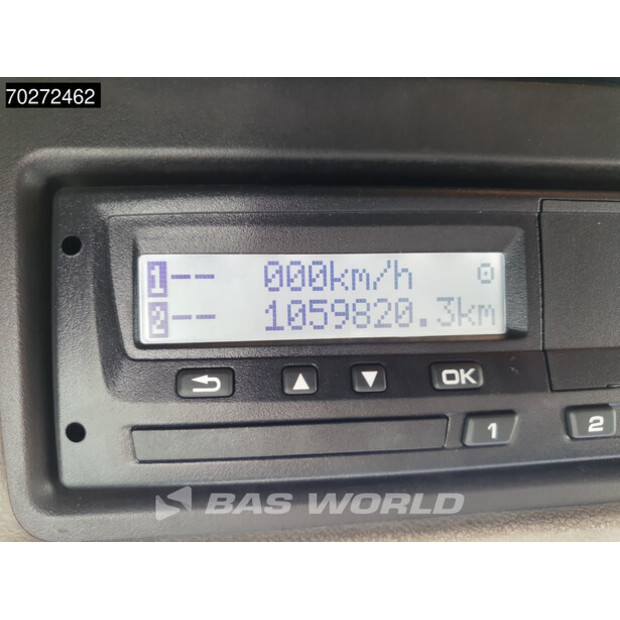 70272462
1-- 000km/h
2-- 1059820.3km
OK
1 2
BAS WORLD